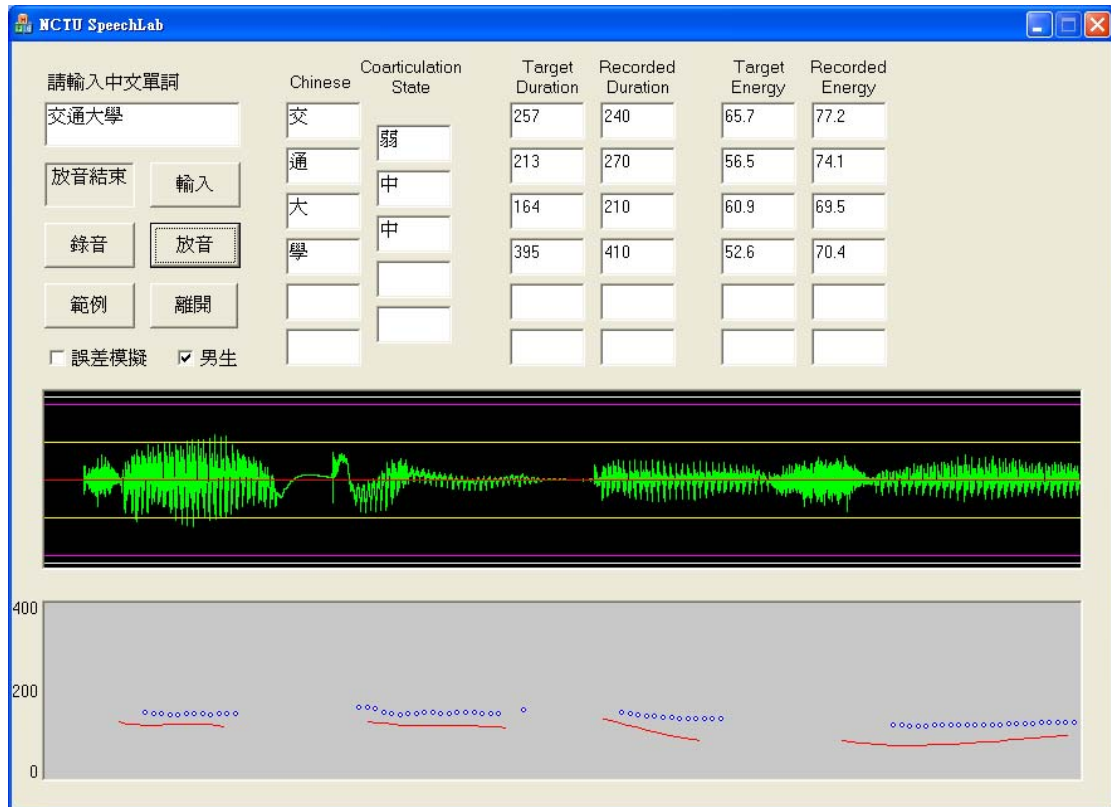 NCTU SpeechLab
請輸入中文單詞
交通大學
放音結束
輸入
錄音
放音
範例
離開
誤差模擬
男生
Chinese
Coarticulation
State
Target
Duration
Recorded
Duration
Target
Energy
Recorded
Energy
交
弱
257
240
65.7
77.2
通
中
213
270
56.5
74.1
大
中
164
210
60.9
69.5
學
395
410
52.6
70.4
400
200
0